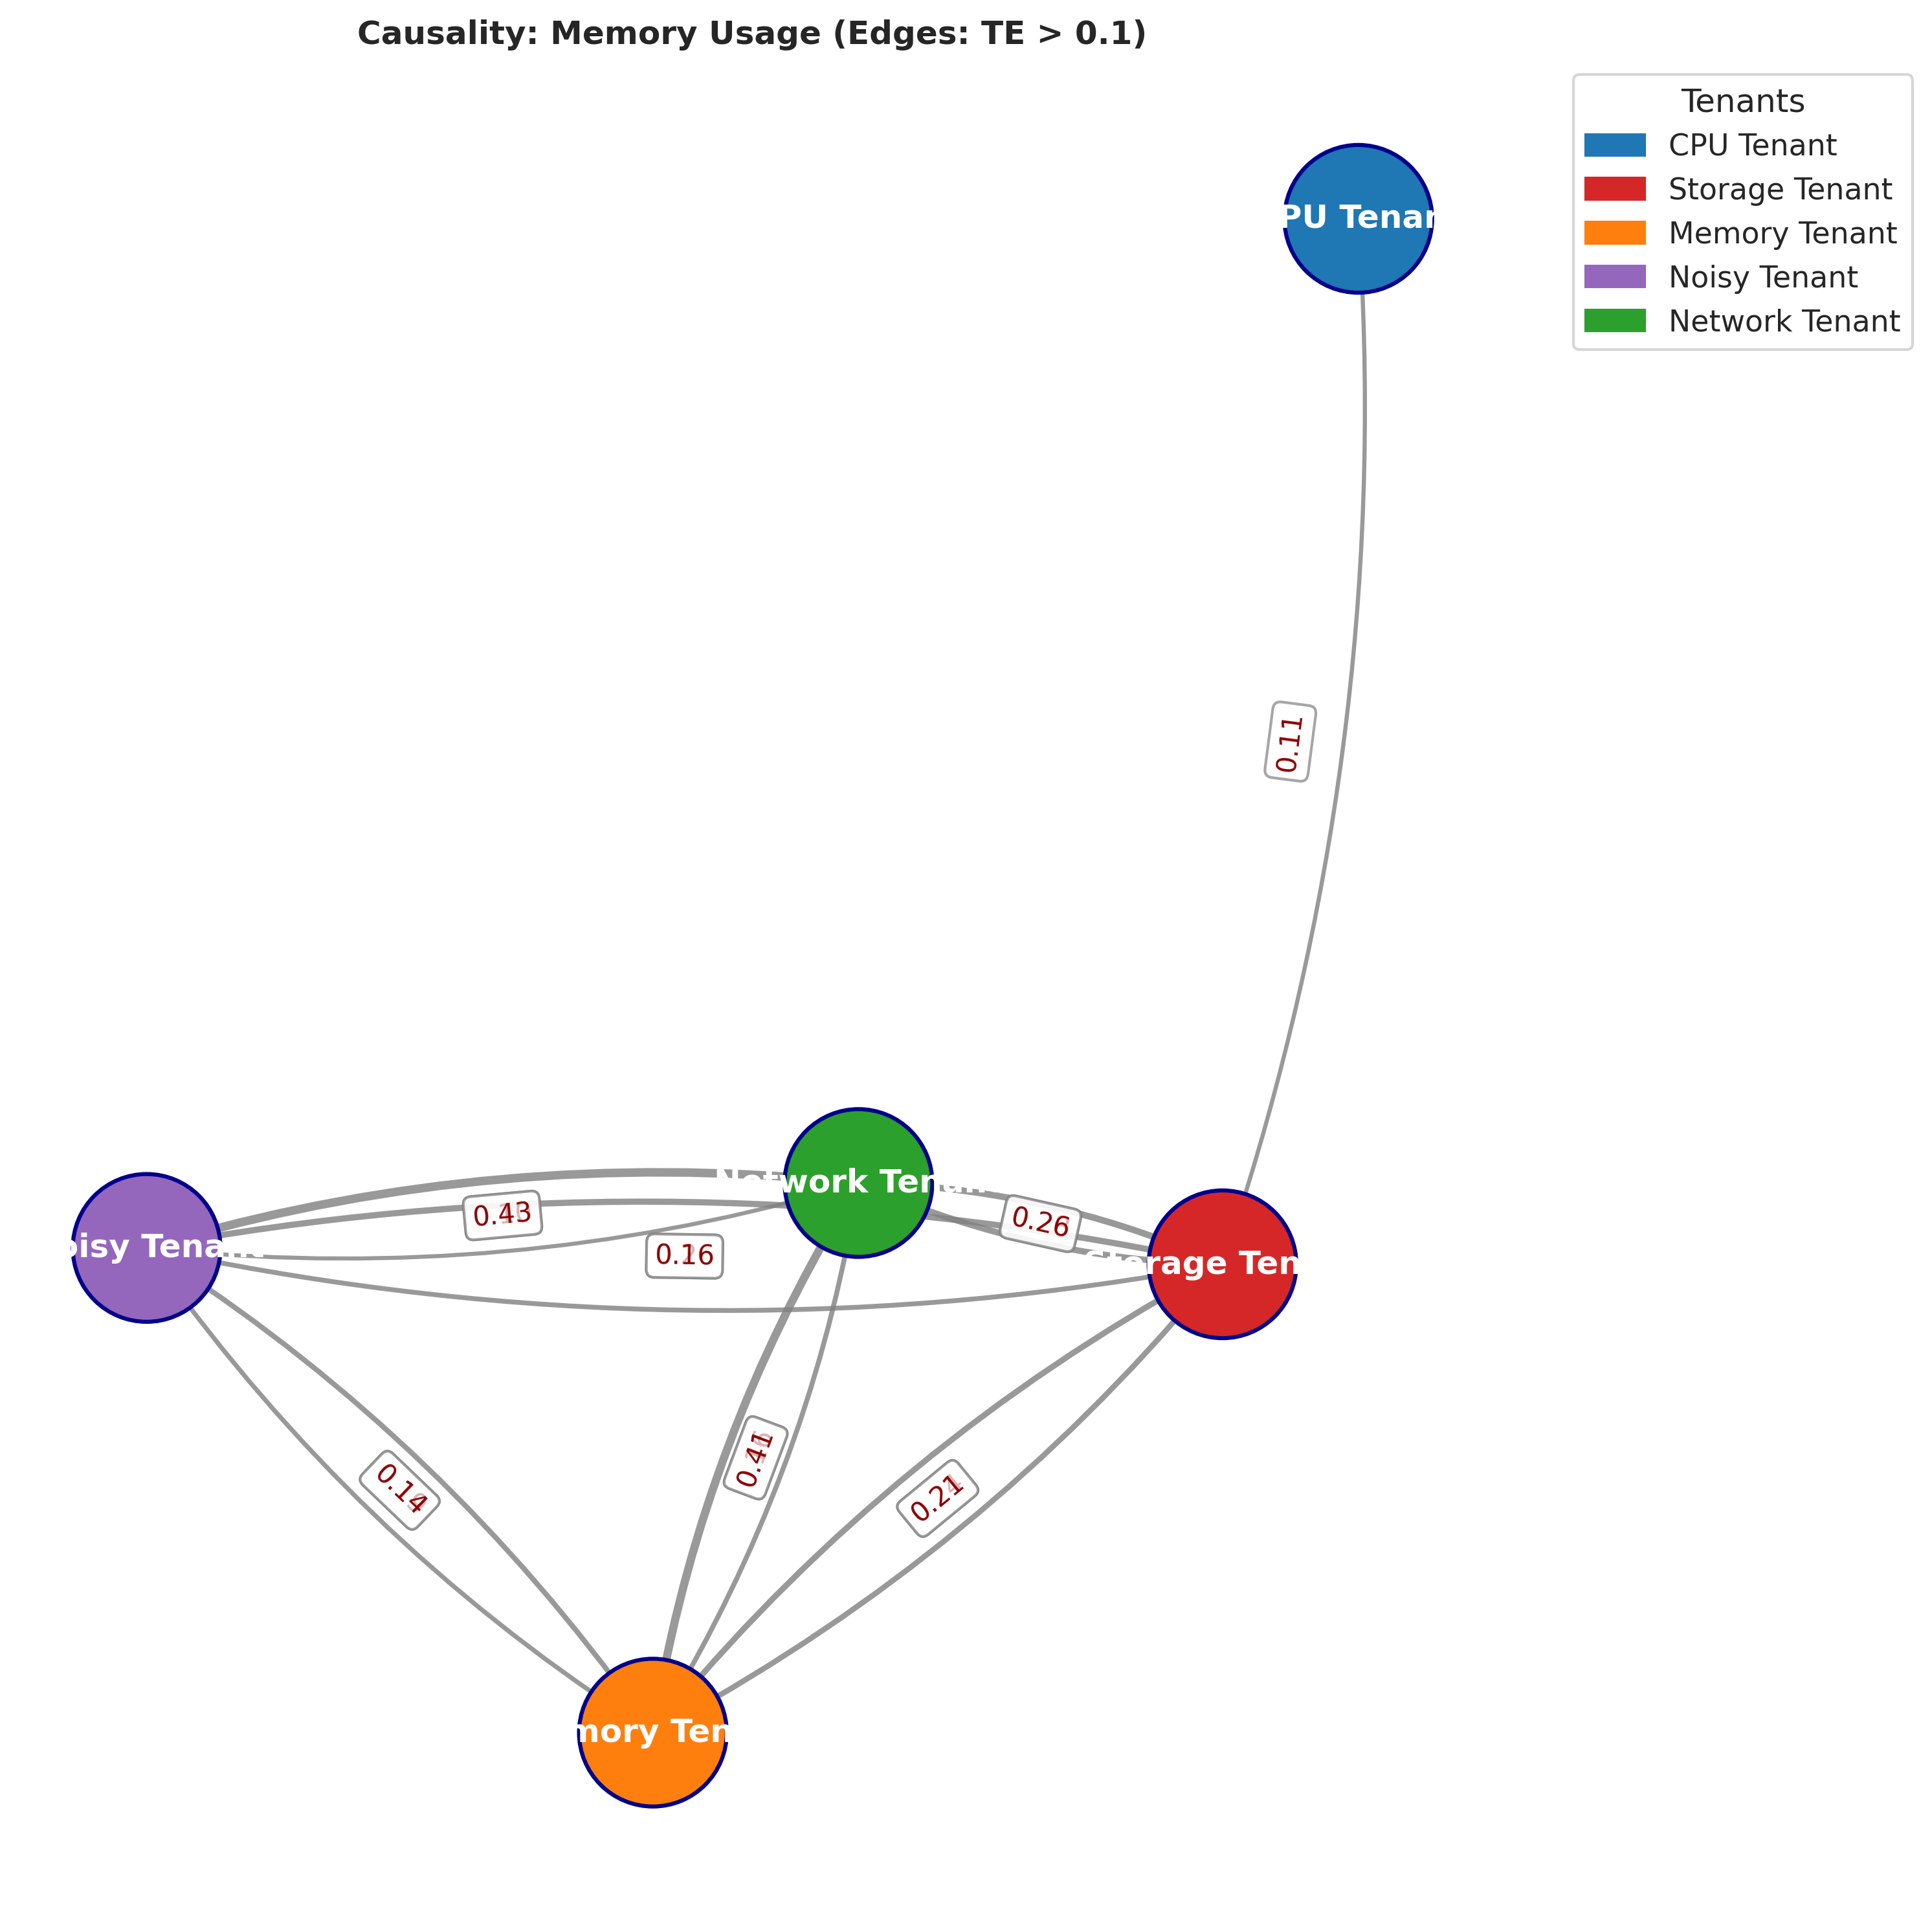 Causality: Memory Usage (Edges: TE > 0.1)
Tenants
CPU Tenant
Storage Tenant
Memory Tenant
Noisy Tenant
Network Tenant
PU Tenan
0.11
Network Tenant
oisy Tenant
0.43
0.26
0.16
Storage Ten
0.41
0.14
0.21
mory Ten